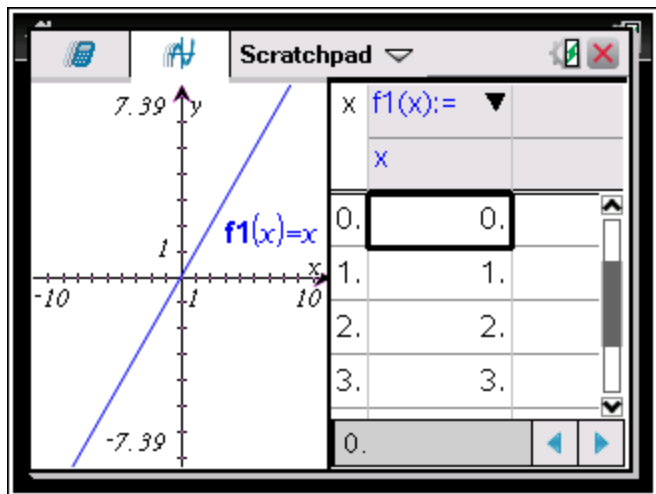 Scratchpad
7.39
y
f1(x)=x
1
x
-10
-1
10
-7.39
x f1(x):= ▼
x
0. 0.
1. 1.
2. 2.
3. 3.
0.